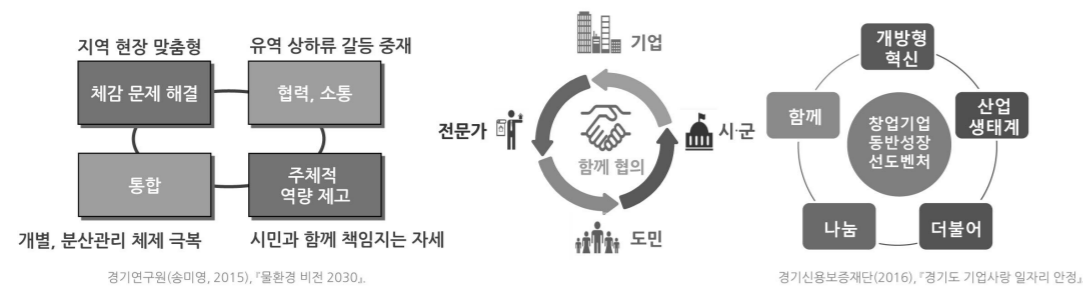 지역 현장 맞춤형
유역 상하류 갈등 중재
체감 문제 해결
협력, 소통
통합
주체적
역량 제고
개별, 분산관리 체제 극복
시민과 함께 책임지는 자세
경기연구원(송미영, 2015), 『물환경 비전 2030』.
기업
전문가
시·군
함께 협의
도민
개방형
혁신
함께
산업
생태계
창업기업
동반성장
선도벤처
나눔
더불어
경기신용보증재단(2016), 『경기도 기업사랑 일자리 안정』